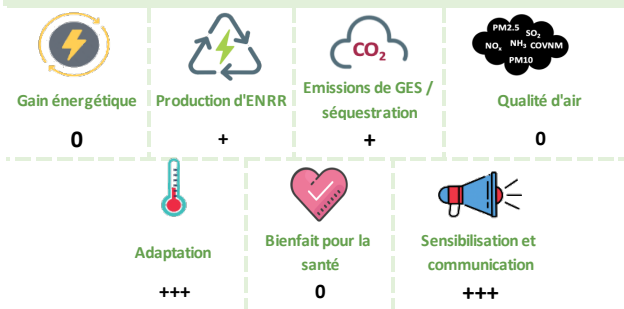 PM2.5
SO₂
NOₓ
NH₃
COVNM
PM10
CO₂
Gain énergétique
Production d'ENRR
Emissions de GES /
séquestration
Qualité d'air
0
+
+
0
Adaptation
Bienfait pour la
santé
Sensibilisation et
communication
+++
0
+++